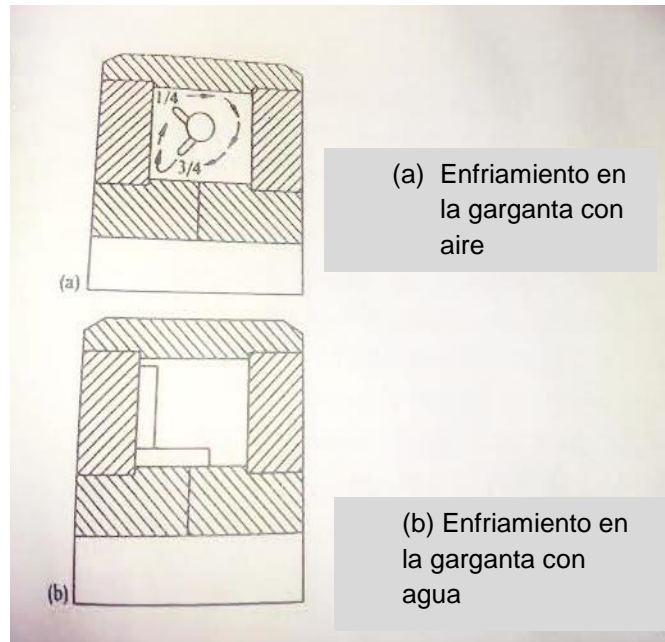 1/4
3/4
(a) Enfriamiento en
la garganta con
aire
(a)
(b) Enfriamiento en
la garganta con
agua
(b)